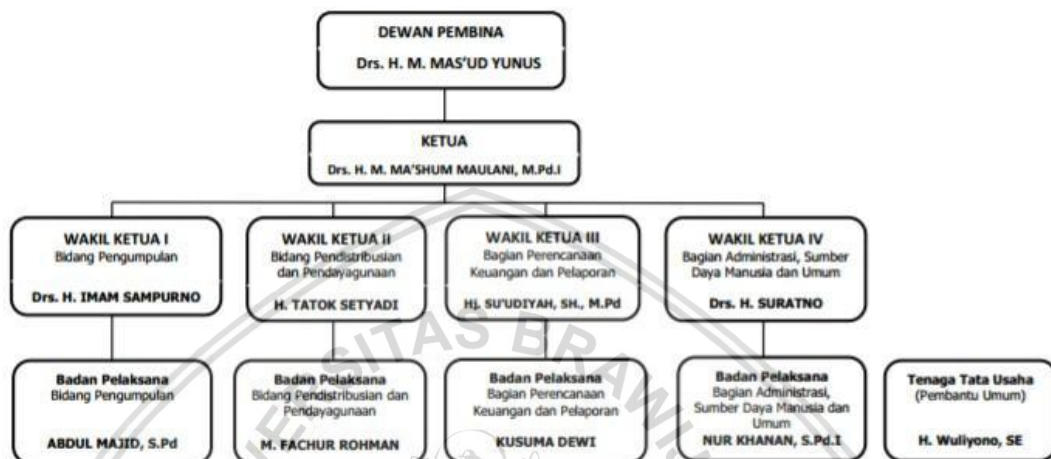 DEWAN PEMBINA
Drs. H. M. MAS'UD YUNUS
KETUA
Drs. H. M. MA'SHUM MAULANI, M.Pd.I
WAKIL KETUA I
Bidang Pengumpulan
Drs. H. IMAM SAMPURNO
WAKIL KETUA II
Bidang Pendistribusian
dan Pendayagunaan
H. TATOK SETYADI
WAKIL KETUA III
Bagian Perencanaan
Keuangan dan Pelaporan
Hj. SU'UDIYAH, SH., M.Pd
WAKIL KETUA IV
Bagian Administrasi, Sumber
Daya Manusia dan Umum
Drs. H. SURATNO
Badan Pelaksana
Bidang Pengumpulan
ABDUL MAJID, S.Pd
Badan Pelaksana
Bidang Pendistribusian dan
Pendayagunaan
M. FACHUR ROHMAN
Badan Pelaksana
Bagian Perencanaan
Keuangan dan Pelaporan
KUSUMA DEWI
Badan Pelaksana
Bagian Administrasi,
Sumber Daya Manusia dan
Umum
NUR KHANAN, S.Pd.I
Tenaga Tata Usaha
(Pembantu Umum)
H. Wuliyono, SE
ERSITAS BRAWI